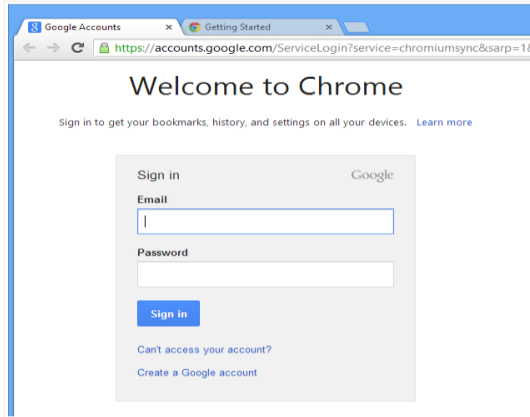 Google Accounts
Getting Started
https://accounts.google.com/ServiceLogin?service=chromiumsync&sarp=1&
Welcome to Chrome
Sign in to get your bookmarks, history, and settings on all your devices. Learn more
Sign in Google
Email
Password
Sign in
Can't access your account?
Create a Google account